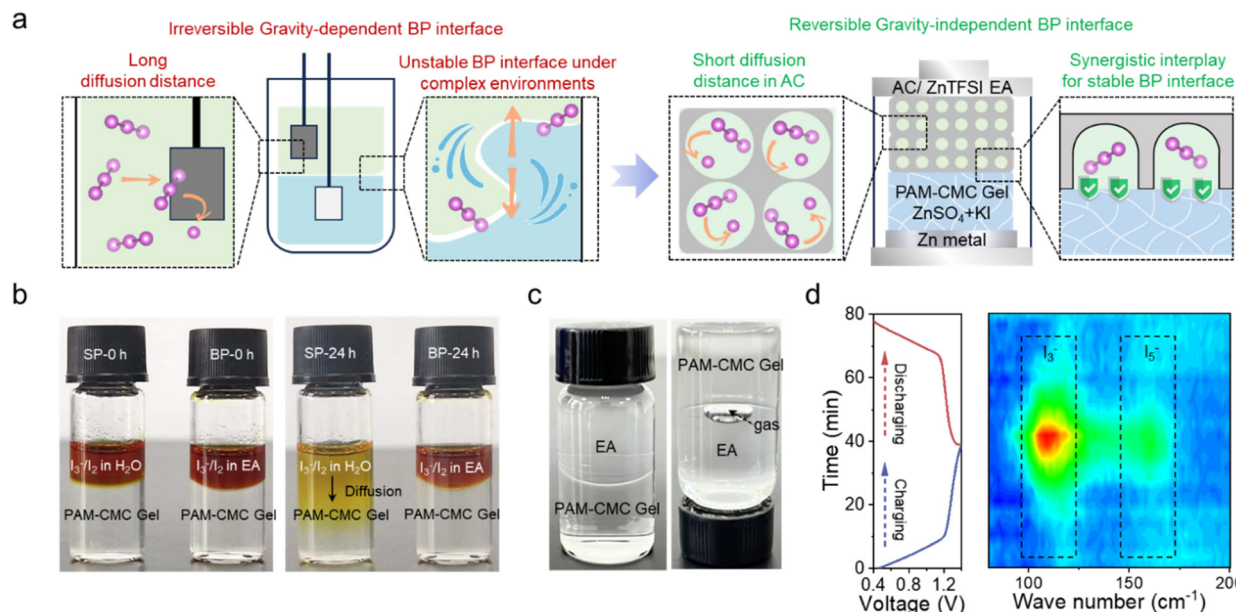 a
Irreversible Gravity-dependent BP interface
Long
diffusion distance
Unstable BP interface under
complex environments
Reversible Gravity-independent BP interface
Short diffusion
distance in AC
AC/ ZnTFSI EA
PAM-CMC Gel
ZnSO₄+KI
Zn metal
Synergistic interplay
for stable BP interface
b
SP-0 h
I₃⁻/I₂ in H₂O
PAM-CMC Gel
BP-0 h
I₃⁻/I₂ in EA
PAM-CMC Gel
SP-24 h
I₃⁻/I₂ in H₂O
Diffusion
PAM-CMC Gel
BP-24 h
I₃⁻/I₂ in EA
PAM-CMC Gel
c
EA
PAM-CMC Gel
PAM-CMC Gel
gas
EA
d
Time (min)
80
60
40
20
0
Discharging
Charging
0.4 0.8 1.2
Voltage (V)
I₃⁻
I₅⁻
100 150 200
Wave number (cm⁻¹)